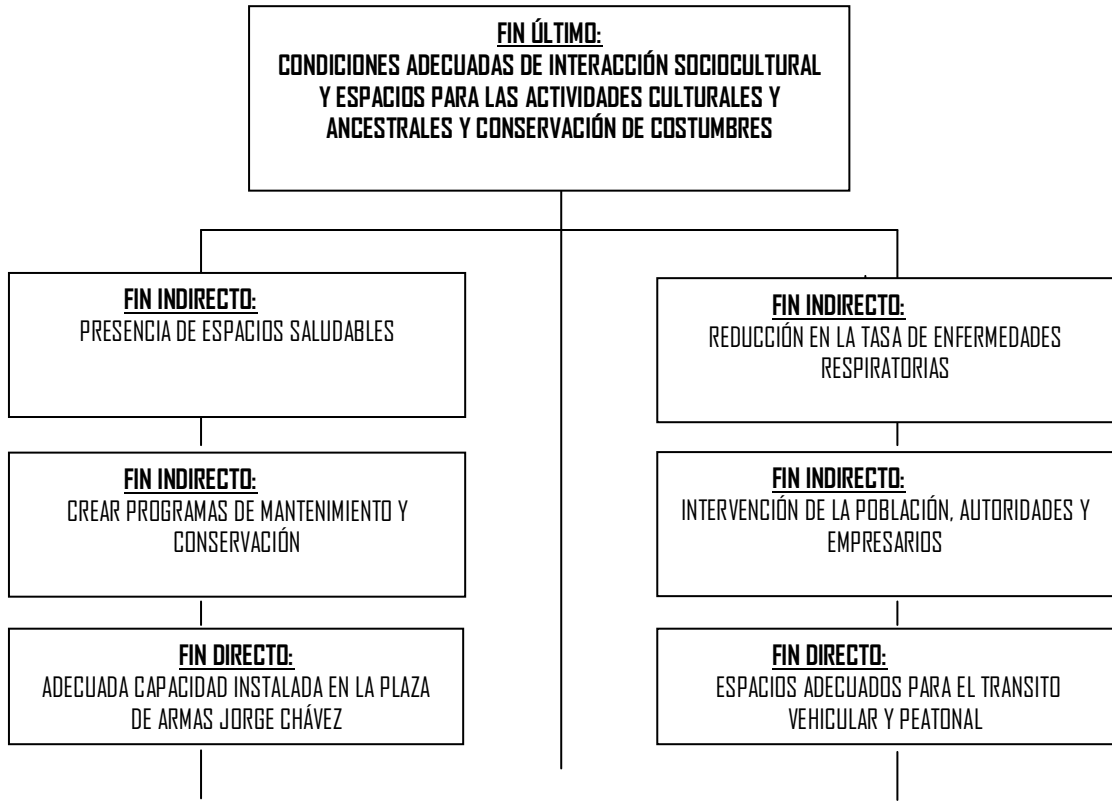 FIN ÚLTIMO:
CONDICIONES ADECUADAS DE INTERACCIÓN SOCIOCULTURAL
Y ESPACIOS PARA LAS ACTIVIDADES CULTURALES Y
ANCESTRALES Y CONSERVACIÓN DE COSTUMBRES
FIN INDIRECTO:
PRESENCIA DE ESPACIOS SALUDABLES
FIN INDIRECTO:
REDUCCIÓN EN LA TASA DE ENFERMEDADES
RESPIRATORIAS
FIN INDIRECTO:
CREAR PROGRAMAS DE MANTENIMIENTO Y
CONSERVACIÓN
FIN INDIRECTO:
INTERVENCIÓN DE LA POBLACIÓN, AUTORIDADES Y
EMPRESARIOS
FIN DIRECTO:
ADECUADA CAPACIDAD INSTALADA EN LA PLAZA
DE ARMAS JORGE CHÁVEZ
FIN DIRECTO:
ESPACIOS ADECUADOS PARA EL TRANSITO
VEHICULAR Y PEATONAL